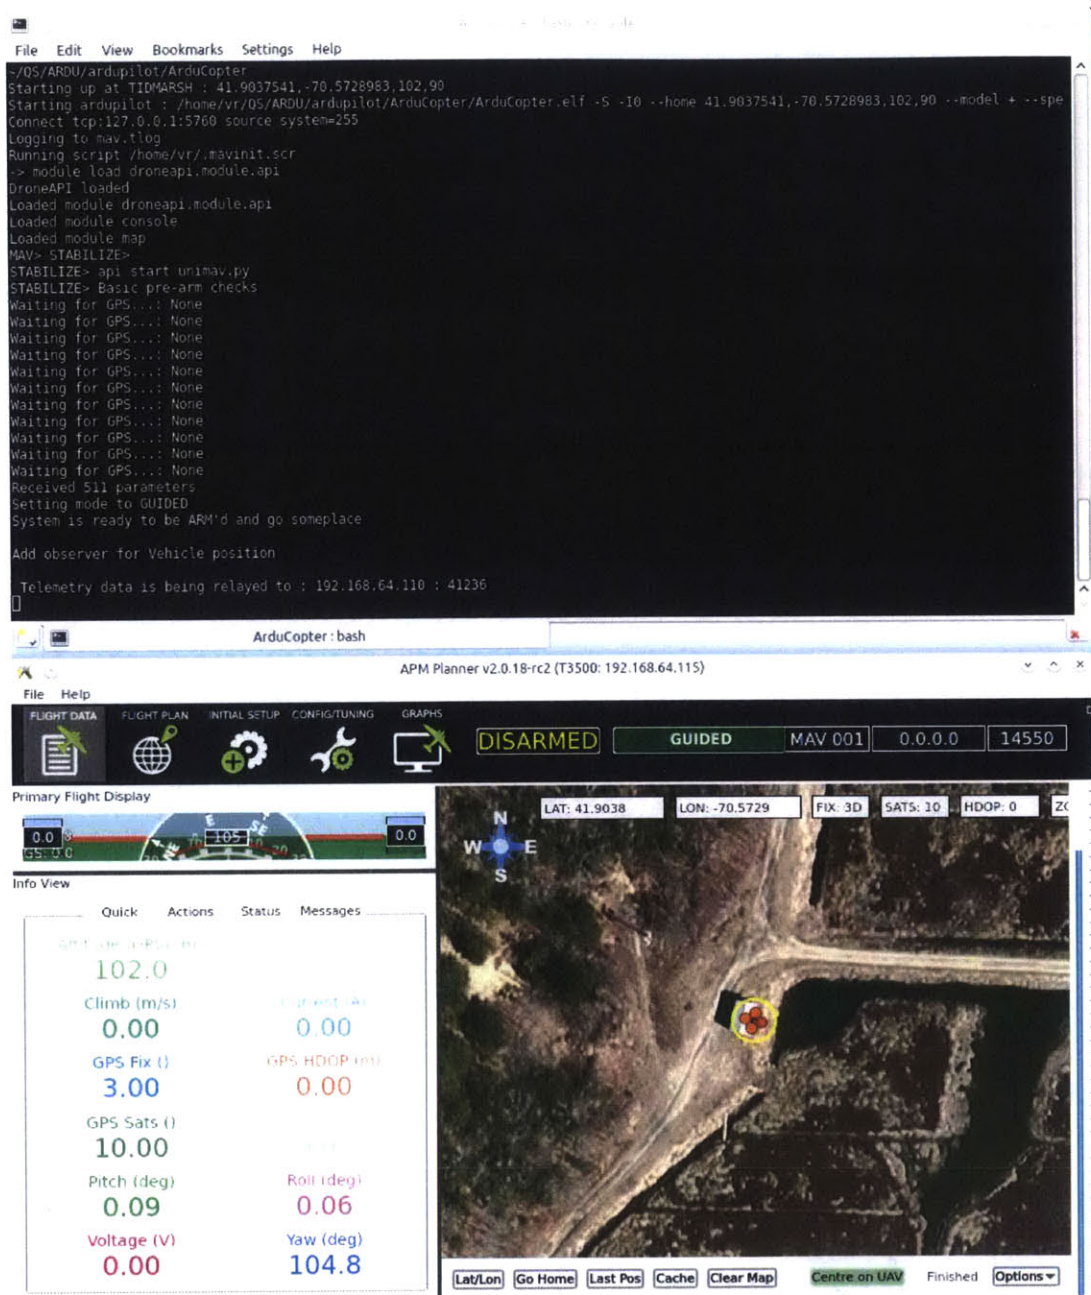 File Edit View Bookmarks Settings Help
~/QS/ARDU/ardupilot/ArduCopter
Starting up at TIDMARSH : 41.9037541,-70.5728983,102,90
Starting ardupilot : /home/vr/QS/ARDU/ardupilot/ArduCopter/ArduCopter.elf -S -I0 --home 41.9037541,-70.5728983,102,90 --model + --spe
Connect tcp:127.0.0.1:5760 source system=255
Logging to mav.tlog
Running script /home/vr/.mavinit.scr
-> module load droneapi.module.api
DroneAPI loaded
Loaded module droneapi.module.api
Loaded module console
Loaded module map
MAV> STABILIZE>
STABILIZE> api start unimav.py
STABILIZE> Basic pre-arm checks
Waiting for GPS...: None
Waiting for GPS...: None
Waiting for GPS...: None
Waiting for GPS...: None
Waiting for GPS...: None
Waiting for GPS...: None
Waiting for GPS...: None
Waiting for GPS...: None
Waiting for GPS...: None
Waiting for GPS...: None
Waiting for GPS...: None
Received 511 parameters
Setting mode to GUIDED
System is ready to be ARM'd and go someplace
Add observer for Vehicle position
Telemetry data is being relayed to : 192.168.64.110 : 41236
ArduCopter : bash
APM Planner v2.0.18-rc2 (T3500: 192.168.64.115)
File Help
FLIGHT DATA FLIGHT PLAN INITIAL SETUP CONFIG/TUNING GRAPHS
DISARMED GUIDED MAV 001 0.0.0.0 14550
Primary Flight Display
0.0 NE E 105 SE 0.0
GS: 0.0
Info View
Quick Actions Status Messages
102.0
Climb (m/s) Current (A)
0.00 0.00
GPS Fix () GPS HDOP (m)
3.00 0.00
GPS Sats ()
10.00
Pitch (deg) Roll (deg)
0.09 0.06
Voltage (V) Yaw (deg)
0.00 104.8
LAT: 41.9038 LON: -70.5729 FIX: 3D SATS: 10 HDOP: 0
N
W E
S
Lat/Lon Go Home Last Pos Cache Clear Map Centre on UAV Finished Options